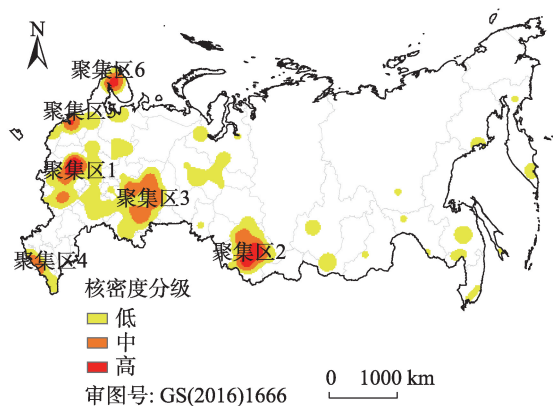 N
聚集区6
聚集区5
聚集区1
聚集区3
聚集区2
聚集区4
核密度分级
低
中
高
审图号: GS(2016)1666
0 1000 km